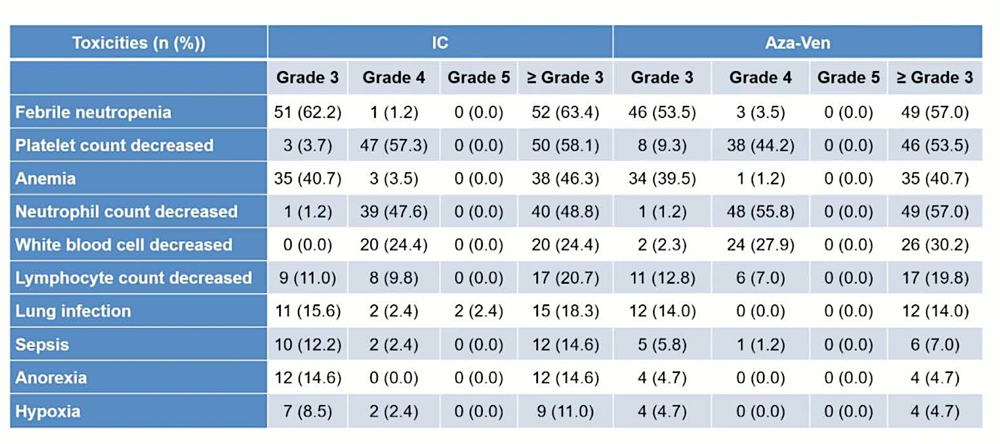 Toxicities (n (%)) IC Aza-Ven
Grade 3 Grade 4 Grade 5 ≥ Grade 3 Grade 3 Grade 4 Grade 5 ≥ Grade 3
Febrile neutropenia 51 (62.2) 1 (1.2) 0 (0.0) 52 (63.4) 46 (53.5) 3 (3.5) 0 (0.0) 49 (57.0)
Platelet count decreased 3 (3.7) 47 (57.3) 0 (0.0) 50 (58.1) 8 (9.3) 38 (44.2) 0 (0.0) 46 (53.5)
Anemia 35 (40.7) 3 (3.5) 0 (0.0) 38 (46.3) 34 (39.5) 1 (1.2) 0 (0.0) 35 (40.7)
Neutrophil count decreased 1 (1.2) 39 (47.6) 0 (0.0) 40 (48.8) 1 (1.2) 48 (55.8) 0 (0.0) 49 (57.0)
White blood cell decreased 0 (0.0) 20 (24.4) 0 (0.0) 20 (24.4) 2 (2.3) 24 (27.9) 0 (0.0) 26 (30.2)
Lymphocyte count decreased 9 (11.0) 8 (9.8) 0 (0.0) 17 (20.7) 11 (12.8) 6 (7.0) 0 (0.0) 17 (19.8)
Lung infection 11 (15.6) 2 (2.4) 2 (2.4) 15 (18.3) 12 (14.0) 0 (0.0) 0 (0.0) 12 (14.0)
Sepsis 10 (12.2) 2 (2.4) 0 (0.0) 12 (14.6) 5 (5.8) 1 (1.2) 0 (0.0) 6 (7.0)
Anorexia 12 (14.6) 0 (0.0) 0 (0.0) 12 (14.6) 4 (4.7) 0 (0.0) 0 (0.0) 4 (4.7)
Hypoxia 7 (8.5) 2 (2.4) 0 (0.0) 9 (11.0) 4 (4.7) 0 (0.0) 0 (0.0) 4 (4.7)